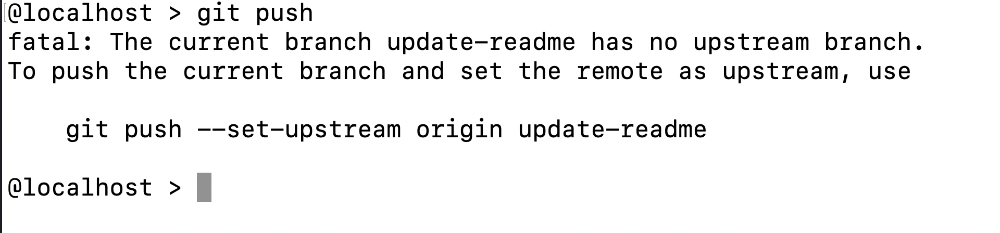 @localhost > git push
fatal: The current branch update-readme has no upstream branch.
To push the current branch and set the remote as upstream, use
git push --set-upstream origin update-readme
@localhost >